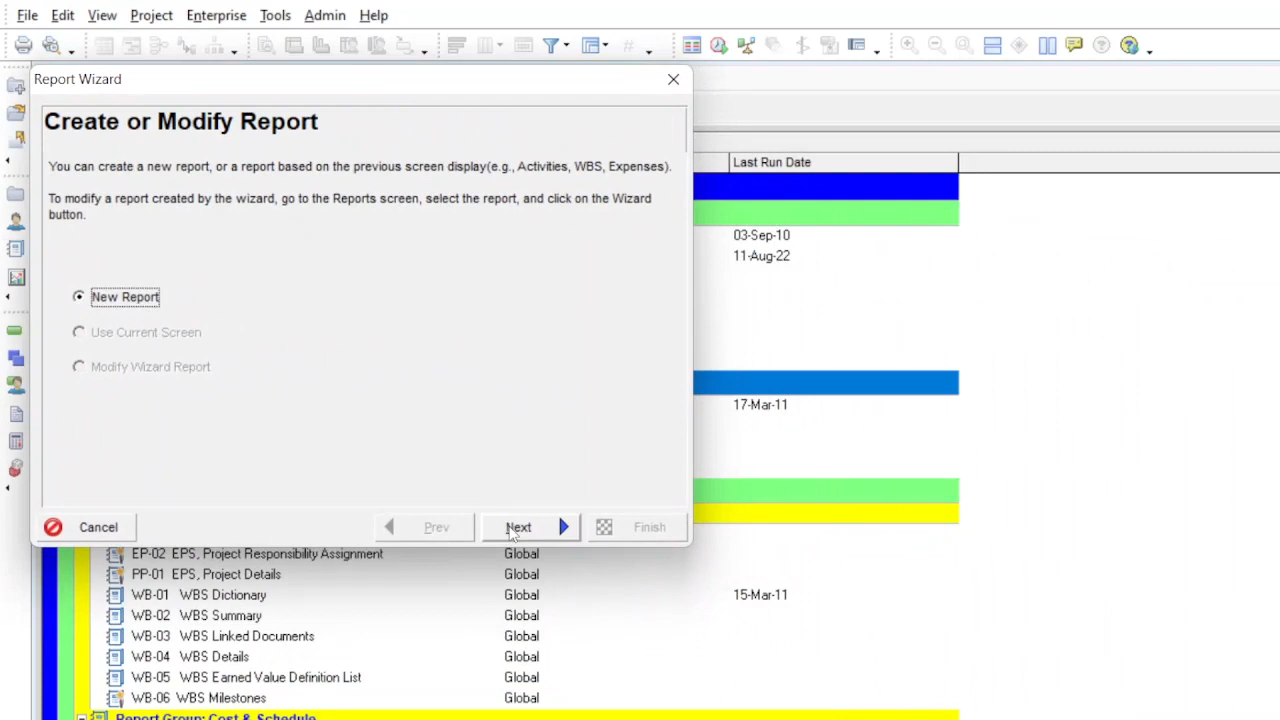 File Edit View Project Enterprise Tools Admin Help
Report Wizard
Create or Modify Report
You can create a new report, or a report based on the previous screen display(e.g., Activities, WBS, Expenses).
To modify a report created by the wizard, go to the Reports screen, select the report, and click on the Wizard
button.
New Report
Use Current Screen
Modify Wizard Report
Cancel Prev Next Finish
Last Run Date
03-Sep-10
11-Aug-22
17-Mar-11
EP-02 EPS, Project Responsibility Assignment Global
PP-01 EPS, Project Details Global
WB-01 WBS Dictionary Global 15-Mar-11
WB-02 WBS Summary Global
WB-03 WBS Linked Documents Global
WB-04 WBS Details Global
WB-05 WBS Earned Value Definition List Global
WB-06 WBS Milestones Global
Report Group: Cost & Schedule